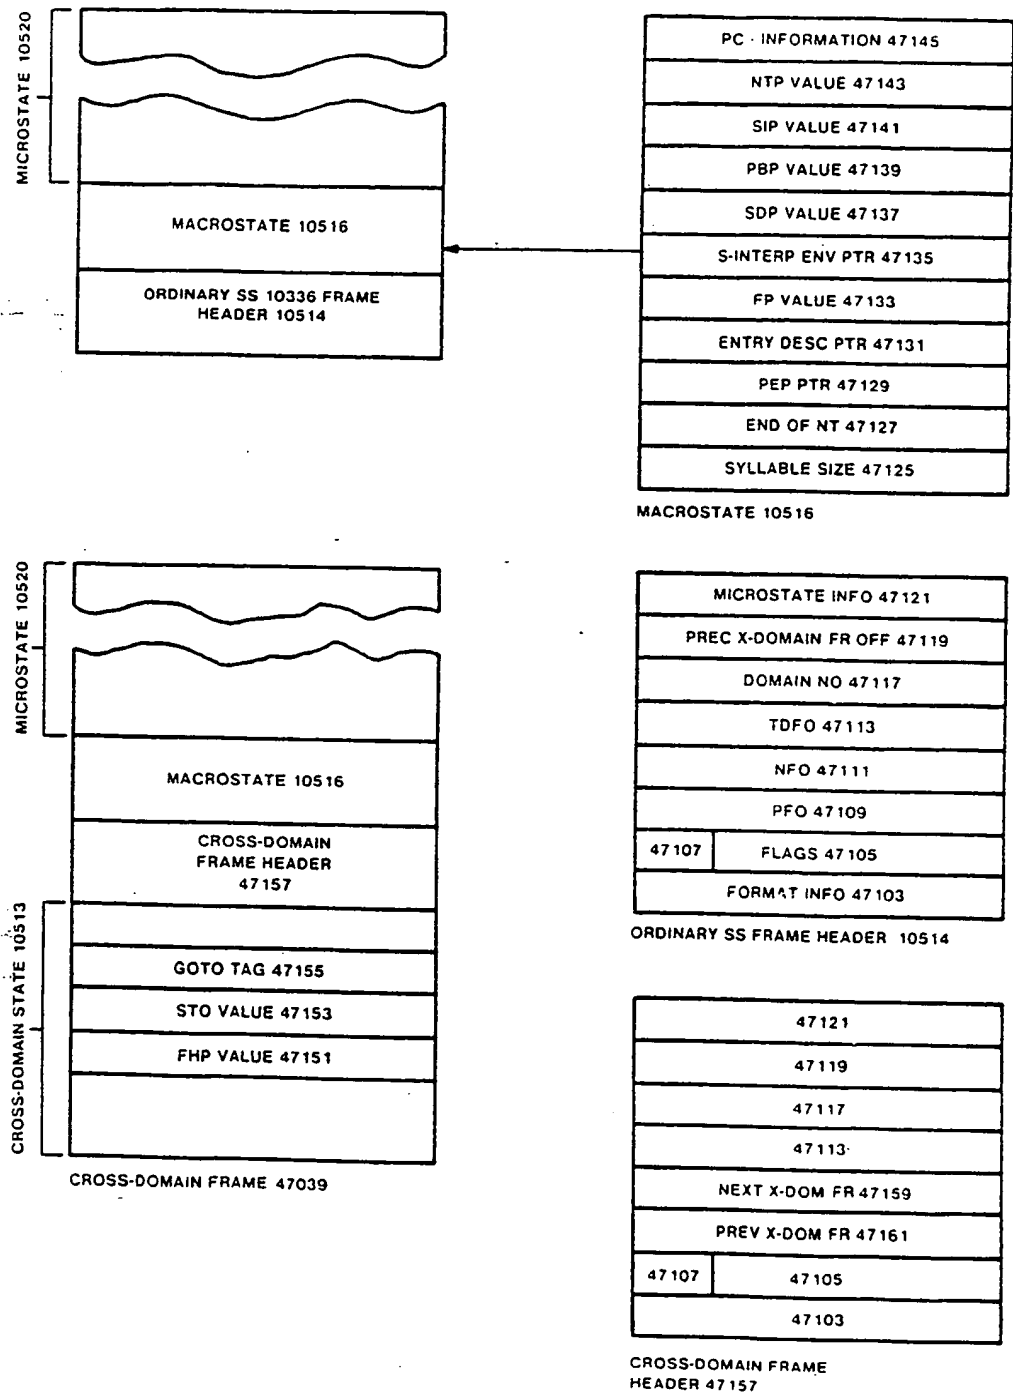 MICROSTATE 10520
MACROSTATE 10516
ORDINARY SS 10336 FRAME
HEADER 10514
PC - INFORMATION 47145
NTP VALUE 47143
SIP VALUE 47141
PBP VALUE 47139
SDP VALUE 47137
S-INTERP ENV PTR 47135
FP VALUE 47133
ENTRY DESC PTR 47131
PEP PTR 47129
END OF NT 47127
SYLLABLE SIZE 47125
MACROSTATE 10516
MICROSTATE 10520
MACROSTATE 10516
CROSS-DOMAIN
FRAME HEADER
47157
CROSS-DOMAIN STATE 10513
GOTO TAG 47155
STO VALUE 47153
FHP VALUE 47151
CROSS-DOMAIN FRAME 47039
MICROSTATE INFO 47121
PREC X-DOMAIN FR OFF 47119
DOMAIN NO 47117
TDFO 47113
NFO 47111
PFO 47109
47107
FLAGS 47105
FORMAT INFO 47103
ORDINARY SS FRAME HEADER 10514
47121
47119
47117
47113
NEXT X-DOM FR 47159
PREV X-DOM FR 47161
47107
47105
47103
CROSS-DOMAIN FRAME
HEADER 47157